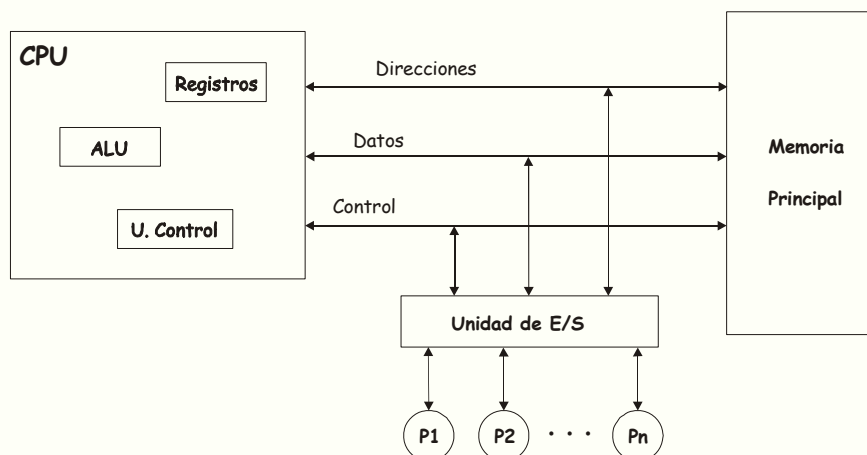 CPU
Registros
ALU
U. Control
Direcciones
Datos
Control
Memoria
Principal
Unidad de E/S
P1
P2
. . .
Pn